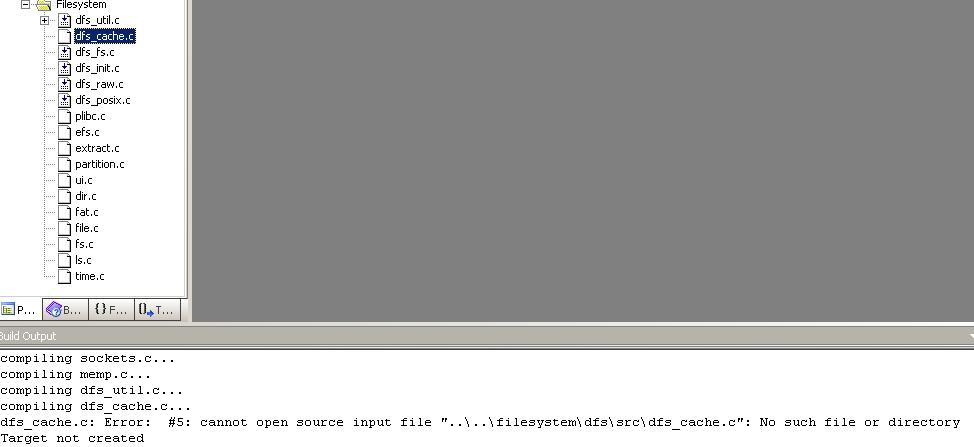 Filesystem
dfs_util.c
dfs_cache.c
dfs_fs.c
dfs_init.c
dfs_raw.c
dfs_posix.c
plibc.c
efs.c
extract.c
partition.c
ui.c
dir.c
fat.c
file.c
fs.c
ls.c
time.c
P... B... {} F... {} T...
Build Output
compiling sockets.c...
compiling memp.c...
compiling dfs_util.c...
compiling dfs_cache.c...
dfs_cache.c: Error:  #5: cannot open source input file "..\..\filesystem\dfs\src\dfs_cache.c": No such file or directory
Target not created